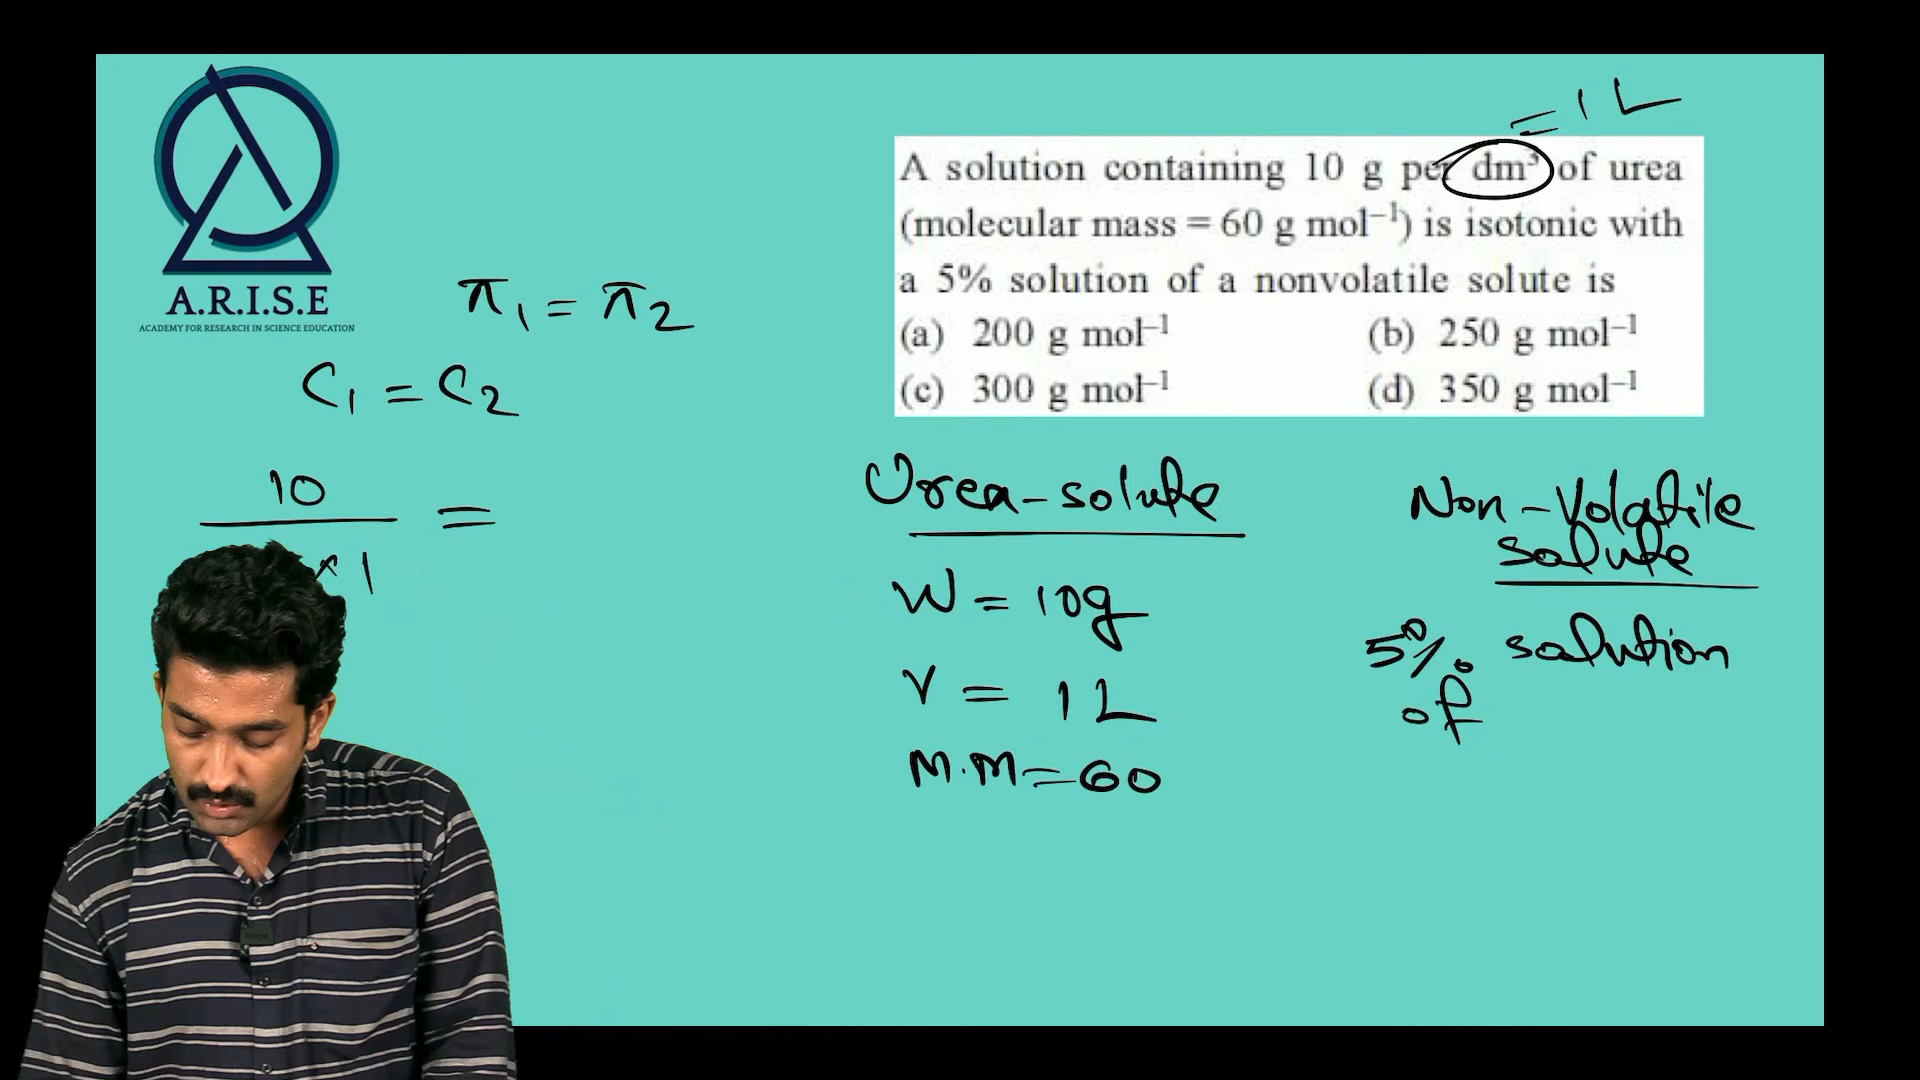 A.R.I.S.E
ACADEMY FOR RESEARCH IN SCIENCE EDUCATION
π₁ = π₂
C₁ = C₂
10
=
× 1
= 1 L
A solution containing 10 g per dm³ of urea
(molecular mass = 60 g mol⁻¹) is isotonic with
a 5% solution of a nonvolatile solute is
(a) 200 g mol⁻¹ (b) 250 g mol⁻¹
(c) 300 g mol⁻¹ (d) 350 g mol⁻¹
Urea-solute
W = 10g
V = 1 L
M.M = 60
Non-Volatile
solute
5% solution
of